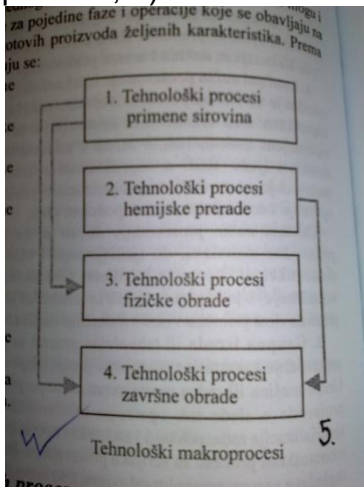 za pojedine faze i operacije koje se obavljaju na
otovih proizvoda željenih karakteristika. Prema
ju se:
1. Tehnološki procesi
primene sirovina
2. Tehnološki procesi
hemijske prerade
3. Tehnološki procesi
fizičke obrade
4. Tehnološki procesi
završne obrade
5.
Tehnološki makroprocesi